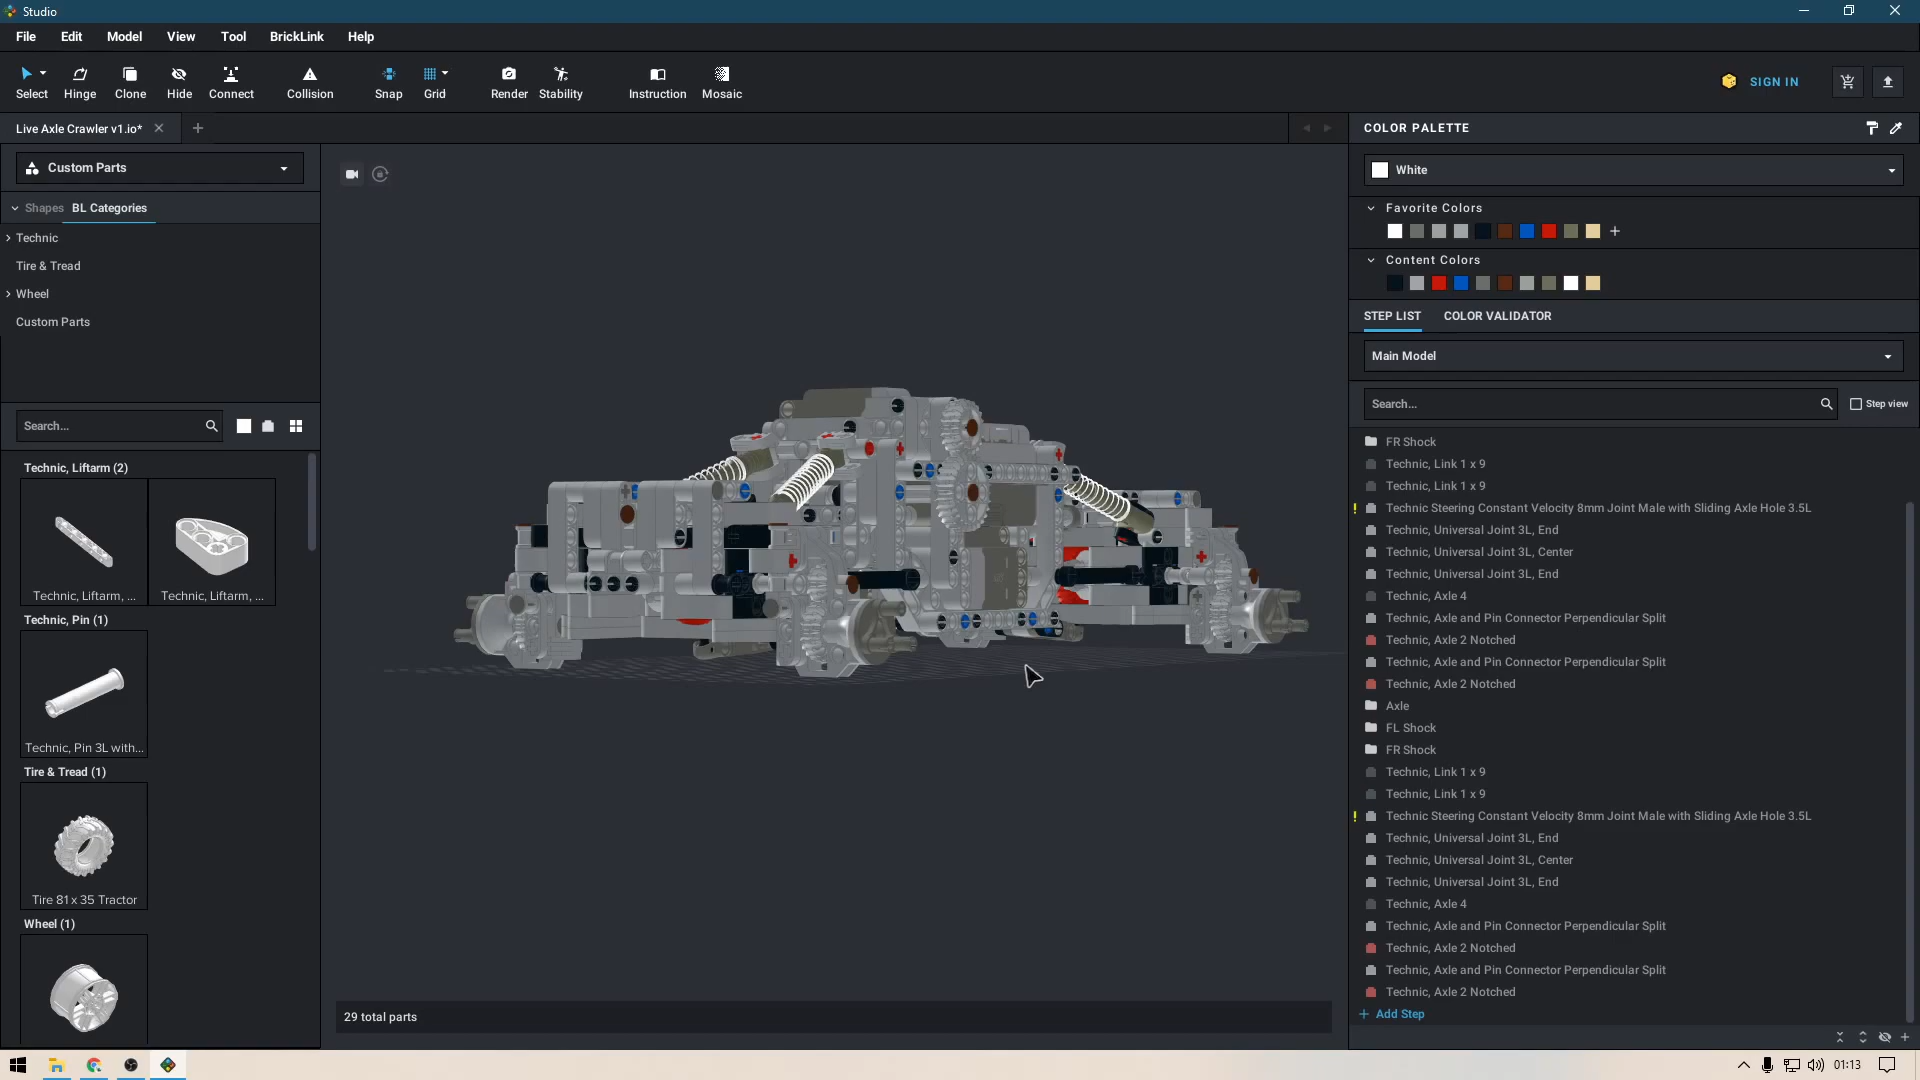 Studio
File Edit Model View Tool BrickLink Help
Select Hinge Clone Hide Connect Collision Snap Grid Render Stability Instruction Mosaic SIGN IN
Live Axle Crawler v1.io*
Custom Parts
Shapes BL Categories
Technic
Tire & Tread
Wheel
Custom Parts
Search...
Technic, Liftarm (2)
Technic, Liftarm, ... Technic, Liftarm, ...
Technic, Pin (1)
Technic, Pin 3L with...
Tire & Tread (1)
Tire 81 x 35 Tractor
Wheel (1)
29 total parts
COLOR PALETTE
White
Favorite Colors
Content Colors
STEP LIST COLOR VALIDATOR
Main Model
Search... Step view
FR Shock
Technic, Link 1 x 9
Technic, Link 1 x 9
! Technic Steering Constant Velocity 8mm Joint Male with Sliding Axle Hole 3.5L
Technic, Universal Joint 3L, End
Technic, Universal Joint 3L, Center
Technic, Universal Joint 3L, End
Technic, Axle 4
Technic, Axle and Pin Connector Perpendicular Split
Technic, Axle 2 Notched
Technic, Axle and Pin Connector Perpendicular Split
Technic, Axle 2 Notched
Axle
FL Shock
FR Shock
Technic, Link 1 x 9
Technic, Link 1 x 9
! Technic Steering Constant Velocity 8mm Joint Male with Sliding Axle Hole 3.5L
Technic, Universal Joint 3L, End
Technic, Universal Joint 3L, Center
Technic, Universal Joint 3L, End
Technic, Axle 4
Technic, Axle and Pin Connector Perpendicular Split
Technic, Axle 2 Notched
Technic, Axle and Pin Connector Perpendicular Split
Technic, Axle 2 Notched
+ Add Step
01:13